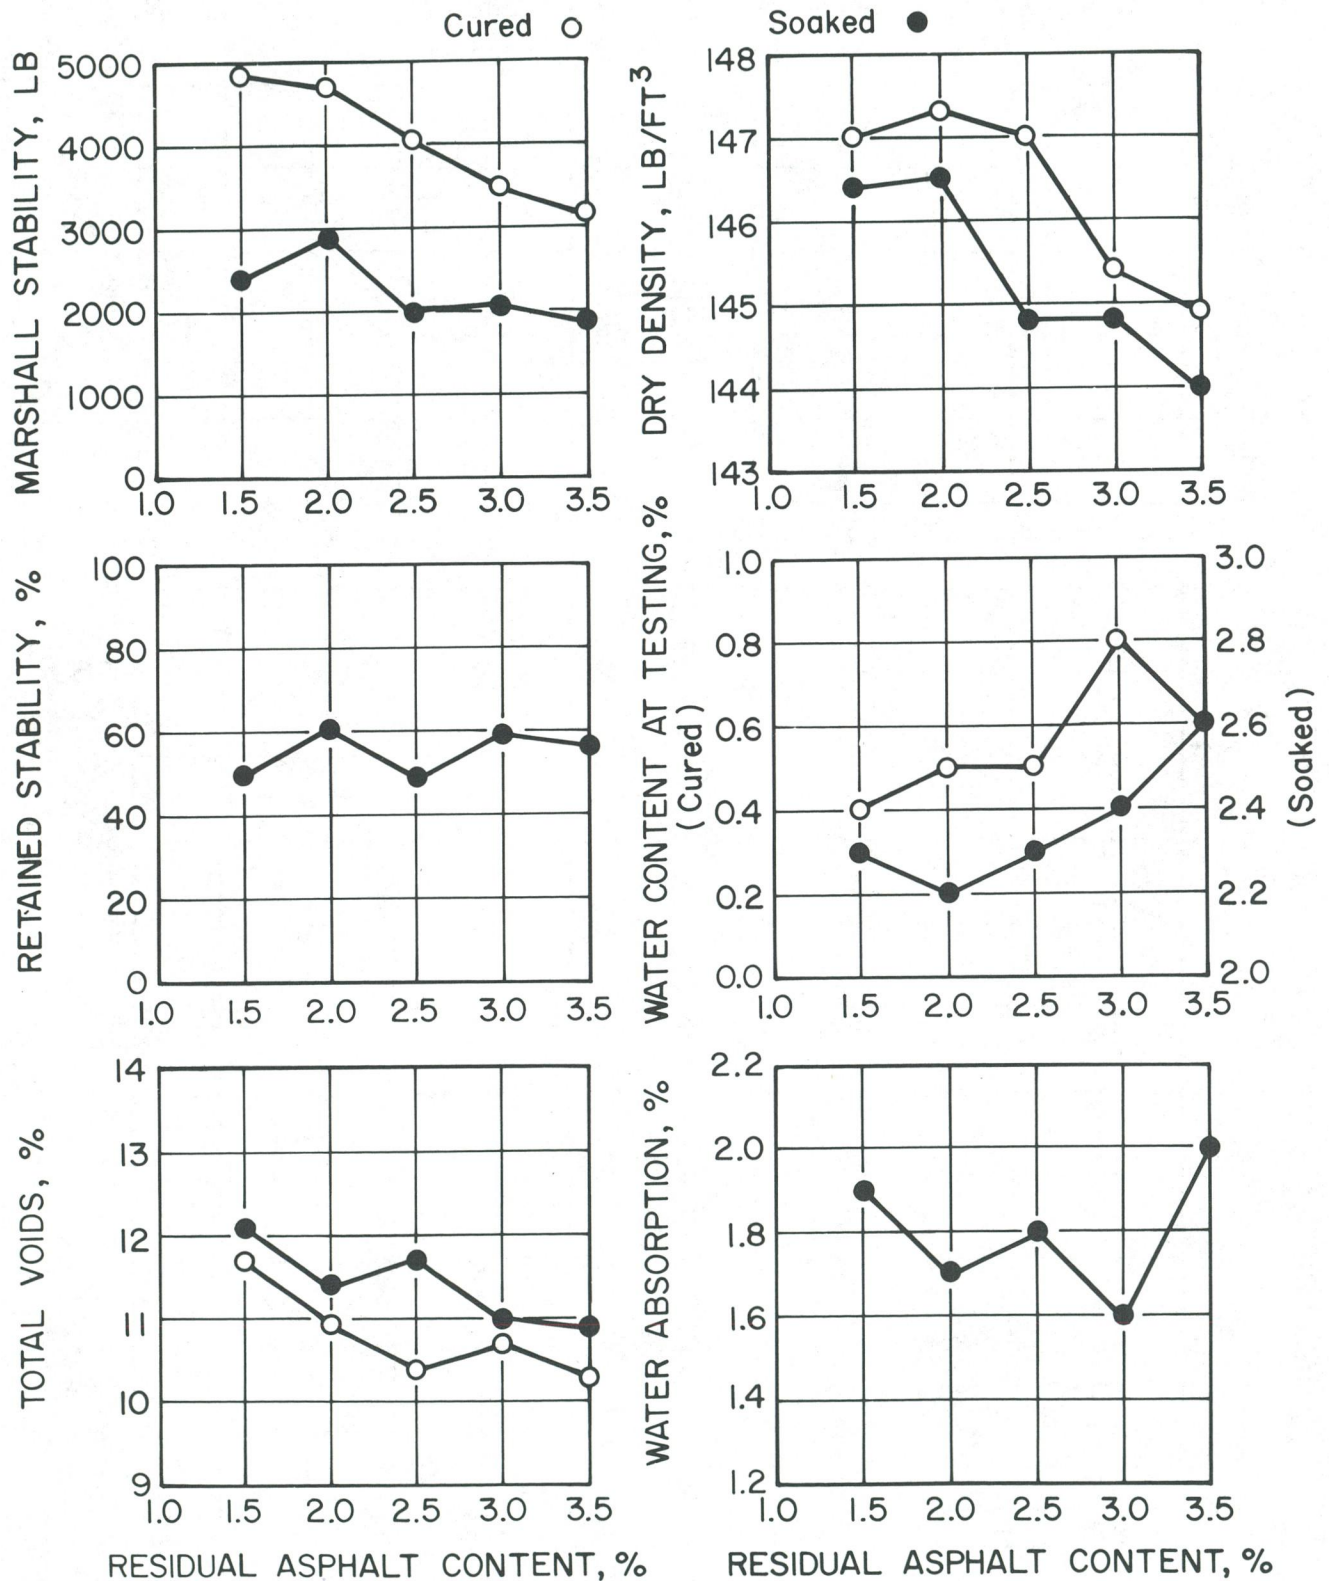 Cured
Soaked
MARSHALL STABILITY, LB
5000
4000
3000
2000
1000
0
1.0 1.5 2.0 2.5 3.0 3.5
DRY DENSITY, LB/FT³
148
147
146
145
144
143
1.0 1.5 2.0 2.5 3.0 3.5
RETAINED STABILITY, %
100
80
60
40
20
0
1.0 1.5 2.0 2.5 3.0 3.5
WATER CONTENT AT TESTING, %
(Cured)
1.0
0.8
0.6
0.4
0.2
0.0
1.0 1.5 2.0 2.5 3.0 3.5
3.0
2.8
2.6
2.4
2.2
2.0
(Soaked)
TOTAL VOIDS, %
14
13
12
11
10
9
1.0 1.5 2.0 2.5 3.0 3.5
RESIDUAL ASPHALT CONTENT, %
WATER ABSORPTION, %
2.2
2.0
1.8
1.6
1.4
1.2
1.0 1.5 2.0 2.5 3.0 3.5
RESIDUAL ASPHALT CONTENT, %